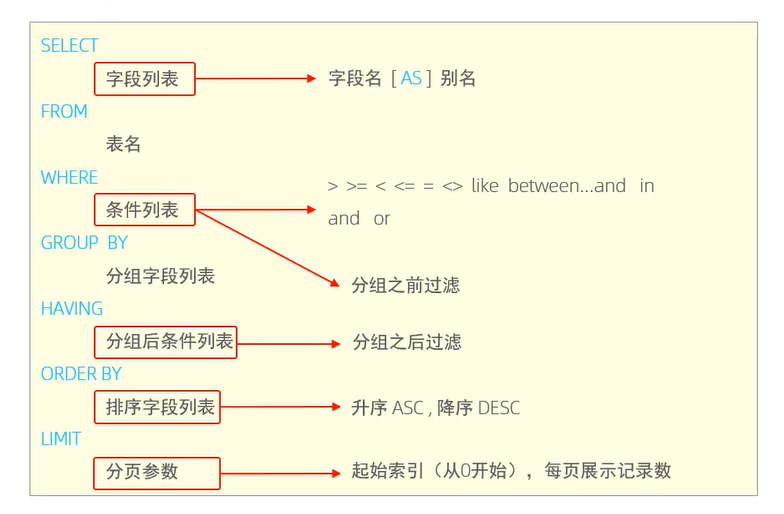 SELECT
字段列表 字段名 [ AS ] 别名
FROM
表名
WHERE
> >= < <= = <> like between...and in
条件列表
and or
GROUP BY
分组字段列表
分组之前过滤
HAVING
分组后条件列表 分组之后过滤
ORDER BY
排序字段列表 升序 ASC , 降序 DESC
LIMIT
分页参数 起始索引（从0开始），每页展示记录数